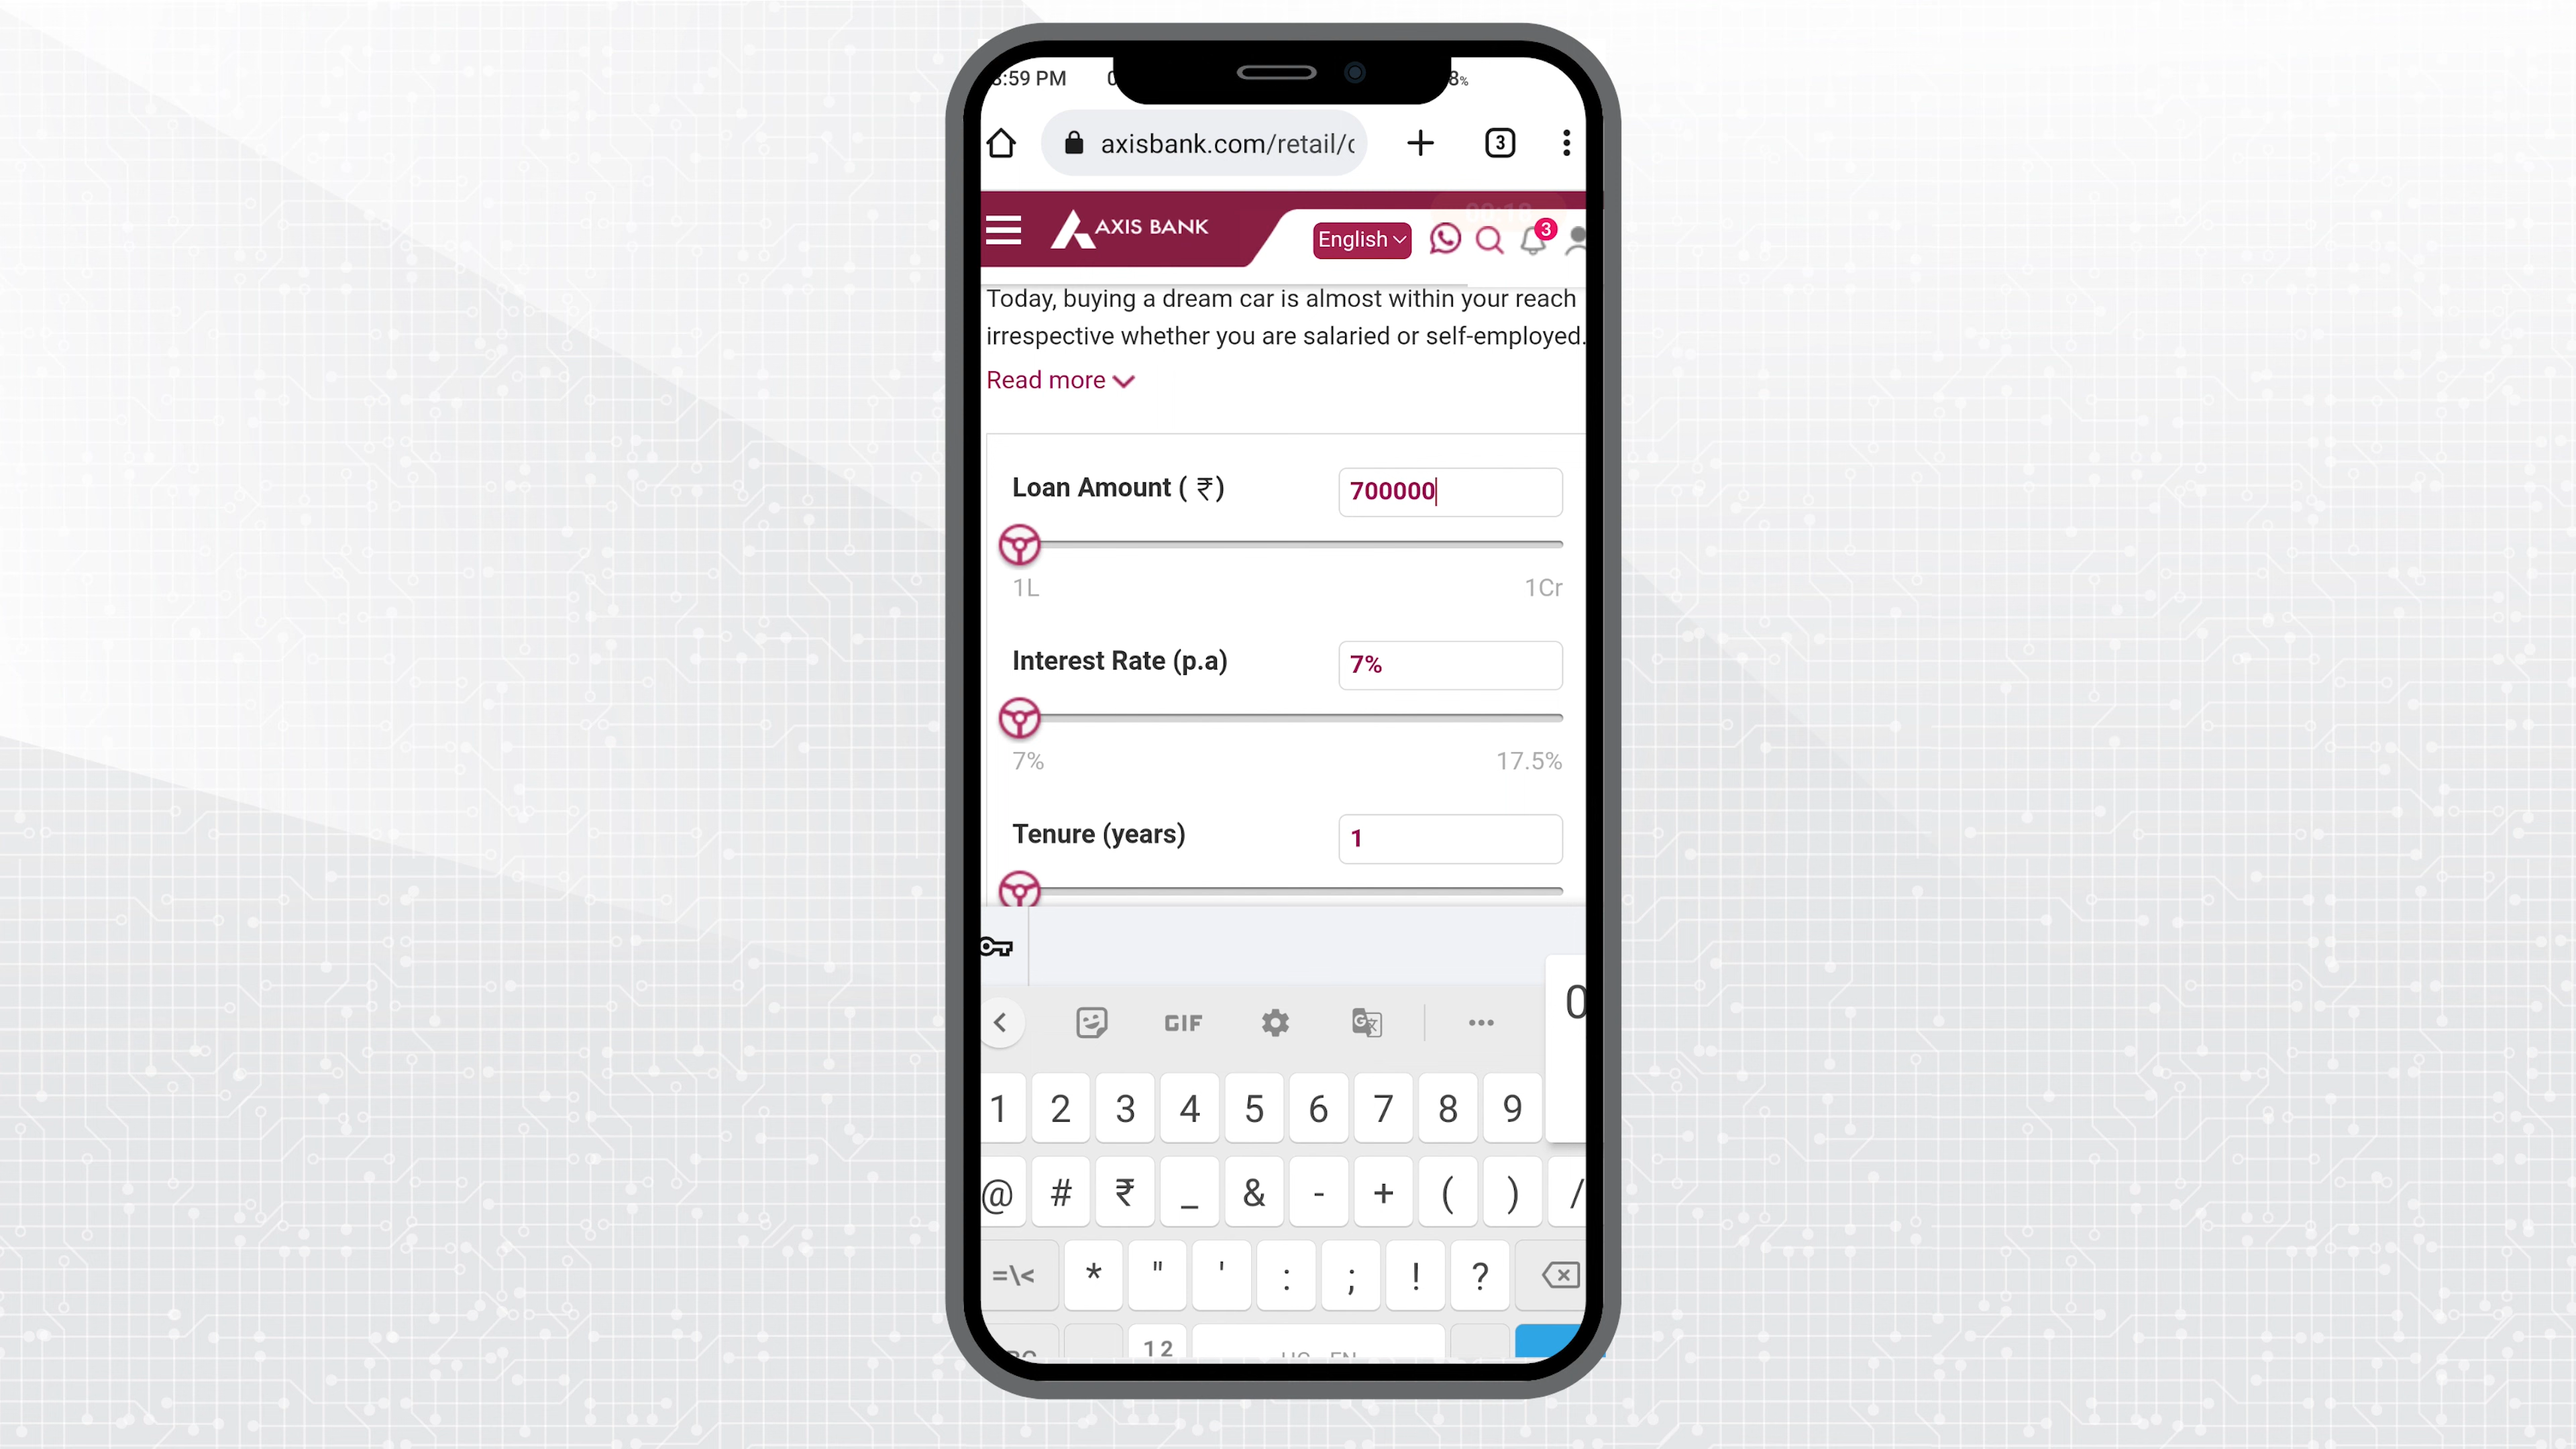 :59 PM
8%
axisbank.com/retail/c
3
AXIS BANK
English
3
Today, buying a dream car is almost within your reach
irrespective whether you are salaried or self-employed.
Read more
Loan Amount ( ₹)
700000
1L
1Cr
Interest Rate (p.a)
7%
7%
17.5%
Tenure (years)
1
0
GIF
1 2 3 4 5 6 7 8 9
@ # ₹ _ & - + ( ) /
=\< * " ' : ; ! ?
12